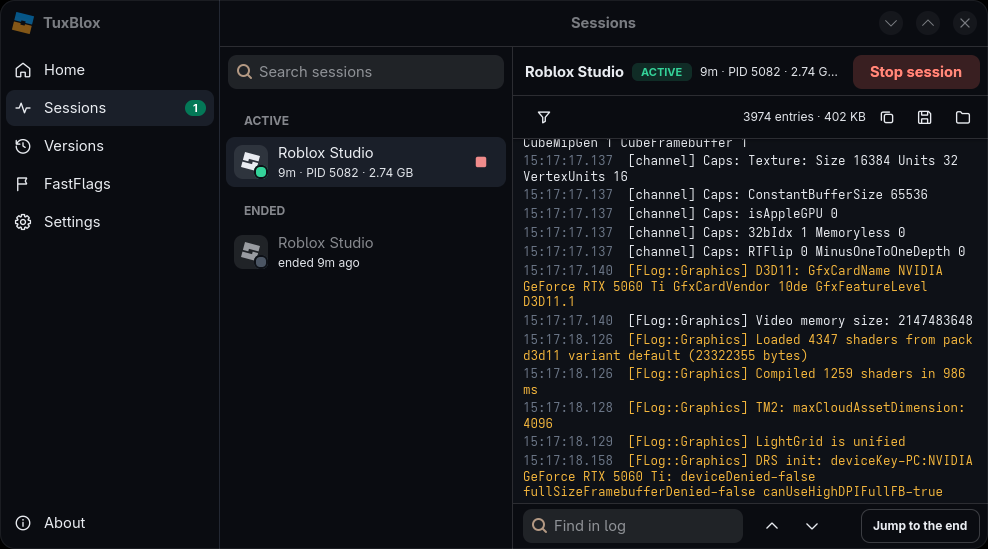 TuxBlox
Sessions
Home
Sessions 1
Versions
FastFlags
Settings
About
Search sessions
ACTIVE
Roblox Studio
9m · PID 5082 · 2.74 GB
ENDED
Roblox Studio
ended 9m ago
Roblox Studio ACTIVE 9m · PID 5082 · 2.74 G... Stop session
3974 entries · 402 KB
CubeMipGen 1 CubeFramebuffer 1
15:17:17.137 [channel] Caps: Texture: Size 16384 Units 32
VertexUnits 16
15:17:17.137 [channel] Caps: ConstantBufferSize 65536
15:17:17.137 [channel] Caps: isAppleGPU 0
15:17:17.137 [channel] Caps: 32bIdx 1 Memoryless 0
15:17:17.137 [channel] Caps: RTFlip 0 MinusOneToOneDepth 0
15:17:17.140 [FLog::Graphics] D3D11: GfxCardName NVIDIA
GeForce RTX 5060 Ti GfxCardVendor 10de GfxFeatureLevel
D3D11.1
15:17:17.140 [FLog::Graphics] Video memory size: 2147483648
15:17:18.126 [FLog::Graphics] Loaded 4347 shaders from pack
d3d11 variant default (23322355 bytes)
15:17:18.126 [FLog::Graphics] Compiled 1259 shaders in 986
ms
15:17:18.128 [FLog::Graphics] TM2: maxCloudAssetDimension:
4096
15:17:18.129 [FLog::Graphics] LightGrid is unified
15:17:18.158 [FLog::Graphics] DRS init: deviceKey-PC:NVIDIA
GeForce RTX 5060 Ti: deviceDenied-false
fullSizeFramebufferDenied-false canUseHighDPIFullFB-true
Find in log
Jump to the end